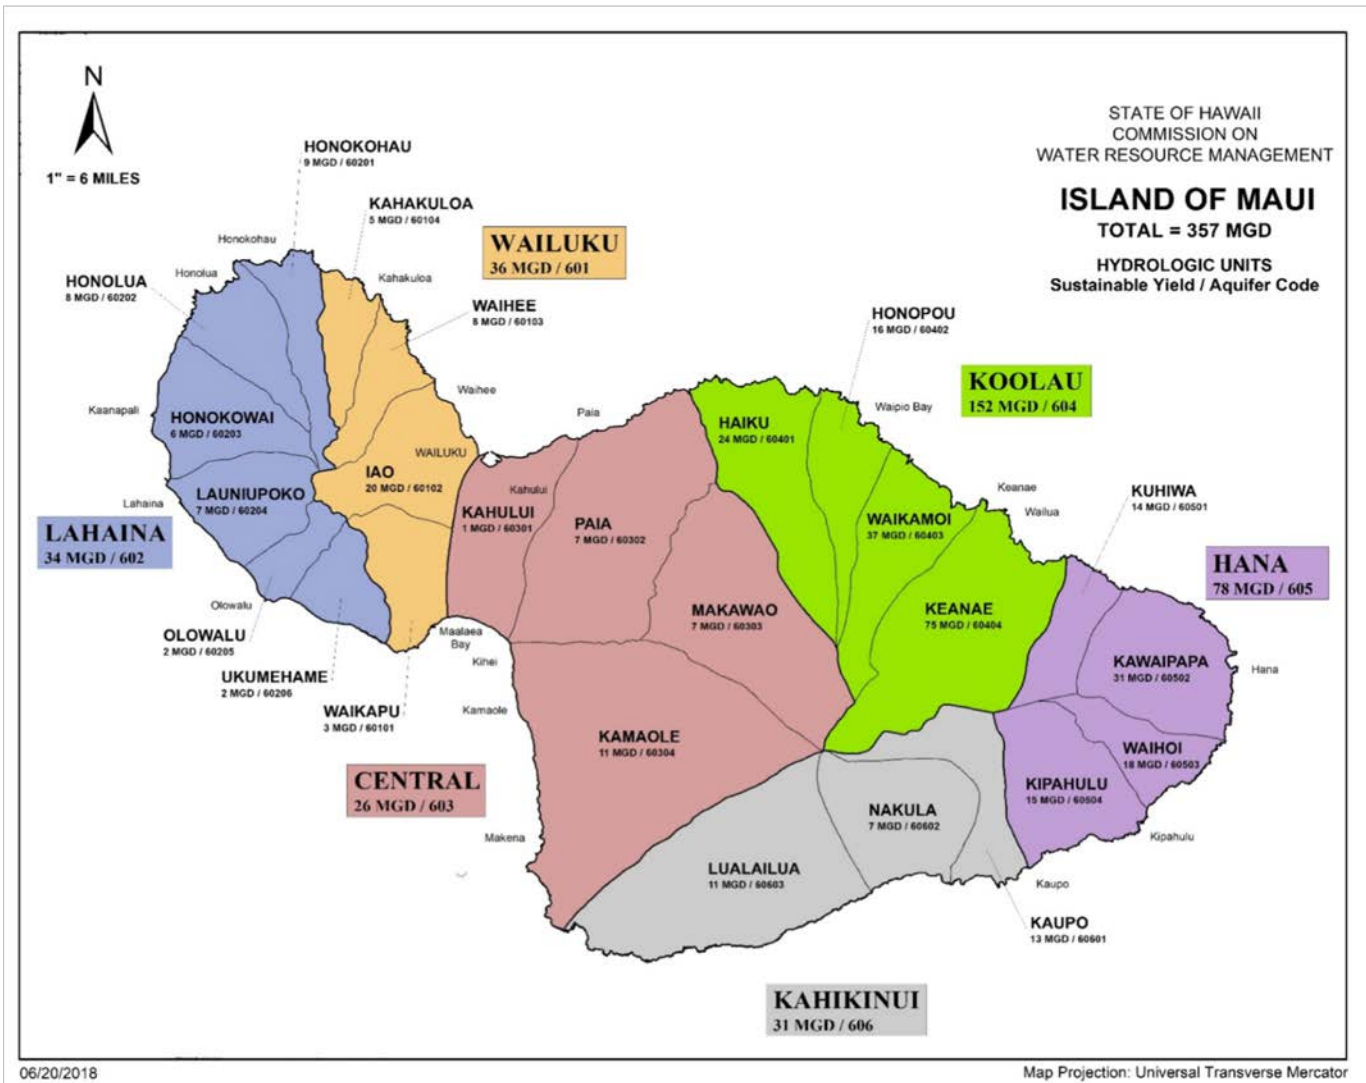 N
1" = 6 MILES
STATE OF HAWAII
COMMISSION ON
WATER RESOURCE MANAGEMENT
ISLAND OF MAUI
TOTAL = 357 MGD
HYDROLOGIC UNITS
Sustainable Yield / Aquifer Code
HONOKOHAU
9 MGD / 60201
KAHAKULOA
5 MGD / 60104
WAILUKU
36 MGD / 601
Honokohau
Honolua
Kahakuloa
HONOLUA
8 MGD / 60202
WAIHEE
8 MGD / 60103
HONOPOU
16 MGD / 60402
KOOLAU
152 MGD / 604
Waihee
Kaanapali
Paia
Waipio Bay
HONOKOWAI
6 MGD / 60203
HAIKU
24 MGD / 60401
WAILUKU
IAO
20 MGD / 60102
Kahului
Keanae
Wailua
KUHIWA
14 MGD / 60501
Lahaina
LAUNIUPOKO
7 MGD / 60204
KAHULUI
1 MGD / 60301
PAIA
7 MGD / 60302
WAIKAMOI
37 MGD / 60403
LAHAINA
34 MGD / 602
HANA
78 MGD / 605
Olowalu
MAKAWAO
7 MGD / 60303
KEANAE
75 MGD / 60404
OLOWALU
2 MGD / 60205
Maalaea
Bay
Kihei
UKUMEHAME
2 MGD / 60206
KAWAIPAPA
31 MGD / 60502
Hana
WAIKAPU
3 MGD / 60101
Kamaole
KAMAOLE
11 MGD / 60304
WAIHOI
18 MGD / 60503
CENTRAL
26 MGD / 603
KIPAHULU
15 MGD / 60504
NAKULA
7 MGD / 60602
Makena
Kipahulu
LUALAILUA
11 MGD / 60603
Kaupo
KAUPO
13 MGD / 60601
KAHIKINUI
31 MGD / 606
06/20/2018
Map Projection: Universal Transverse Mercator